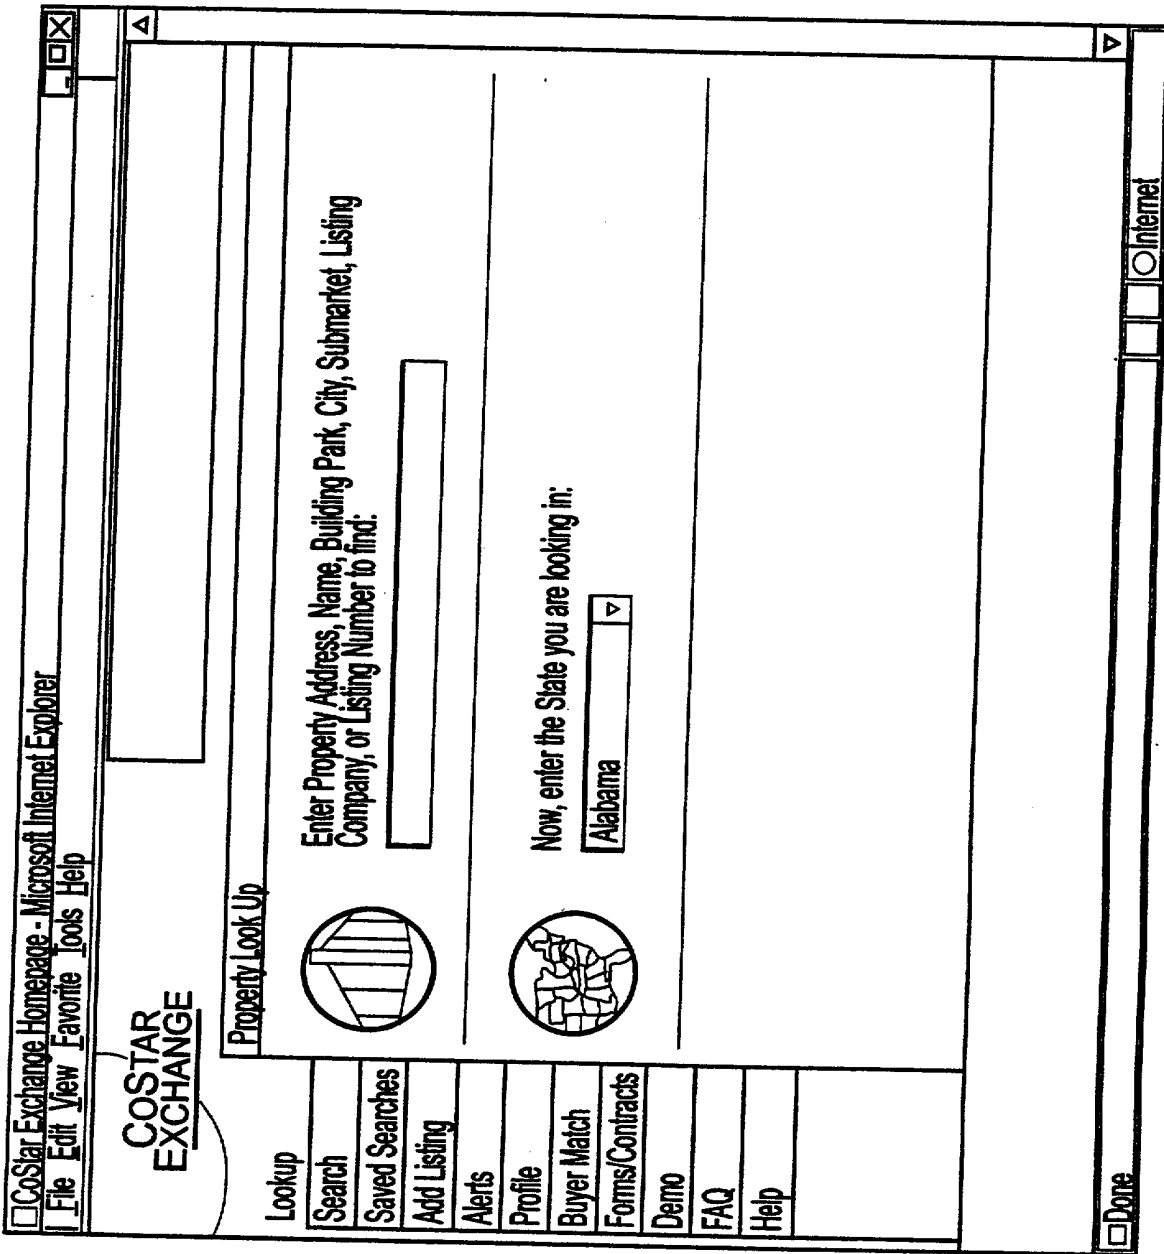 CoStar Exchange Homepage - Microsoft Internet Explorer
File Edit View Favorite Tools Help
COSTAR
EXCHANGE
Lookup
Search
Saved Searches
Add Listing
Alerts
Profile
Buyer Match
Forms/Contracts
Demo
FAQ
Help
Property Look Up
Enter Property Address, Name, Building Park, City, Submarket, Listing
Company, or Listing Number to find:
Now, enter the State you are looking in:
Alabama
Done
Internet